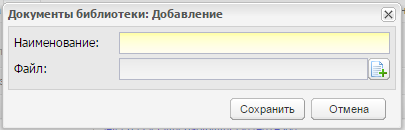 Документы библиотеки: Добавление
Наименование:
Файл:
Сохранить
Отмена